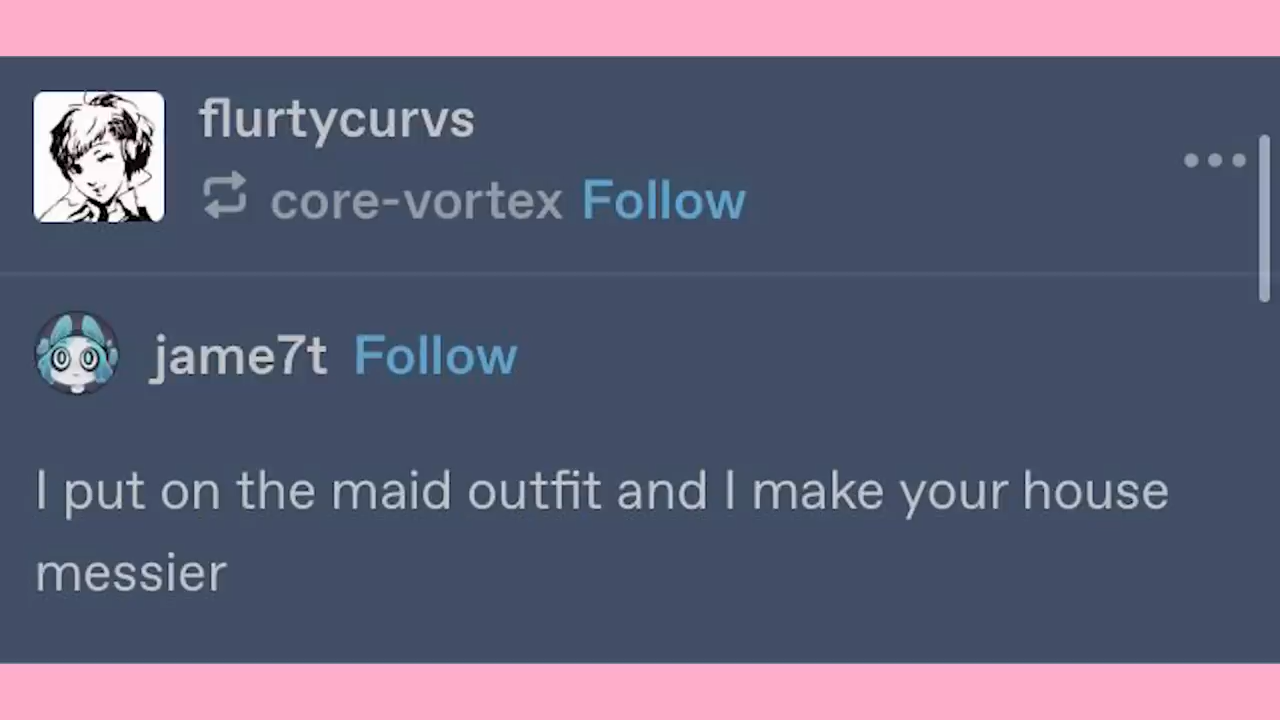 flurtycurvs
core-vortex Follow
jame7t Follow
I put on the maid outfit and I make your house
messier